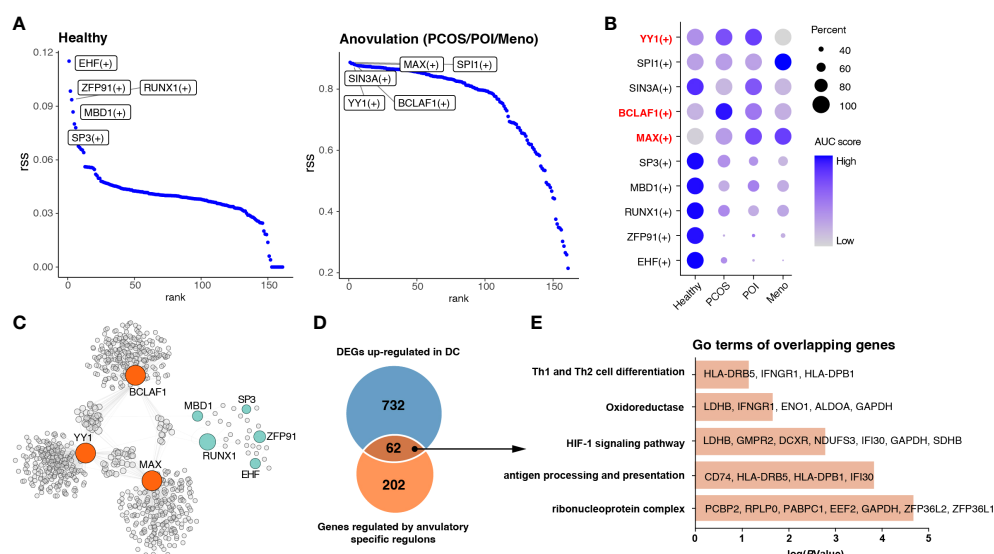 A
B
Healthy
Anovulation (PCOS/POI/Meno)
0.12
0.09
0.06
0.03
0.00
rss
EHF(+)
ZFP91(+)
RUNX1(+)
MBD1(+)
SP3(+)
0
50
100
150
rank
0.8
0.6
0.4
0.2
rss
MAX(+)
SPI1(+)
SIN3A(+)
YY1(+)
BCLAF1(+)
0
50
100
150
rank
YY1(+)
SPI1(+)
SIN3A(+)
BCLAF1(+)
MAX(+)
SP3(+)
MBD1(+)
RUNX1(+)
ZFP91(+)
EHF(+)
Healthy
PCOS
POI
Meno
Percent
40
60
80
100
AUC score
High
Low
C
BCLAF1
YY1
MAX
MBD1
SP3
RUNX1
ZFP91
EHF
D
DEGs up-regulated in DC
732
62
202
Genes regulated by anvulatory
specific regulons
E
Go terms of overlapping genes
Th1 and Th2 cell differentiation
HLA-DRB5, IFNGR1, HLA-DPB1
Oxidoreductase
LDHB, IFNGR1, ENO1, ALDOA, GAPDH
HIF-1 signaling pathway
LDHB, GMPR2, DCXR, NDUFS3, IFI30, GAPDH, SDHB
antigen processing and presentation
CD74, HLA-DRB5, HLA-DPB1, IFI30
ribonucleoprotein complex
PCBP2, RPLP0, PABPC1, EEF2, GAPDH, ZFP36L2, ZFP36L1
0
1
2
3
4
5
-log(PValue)